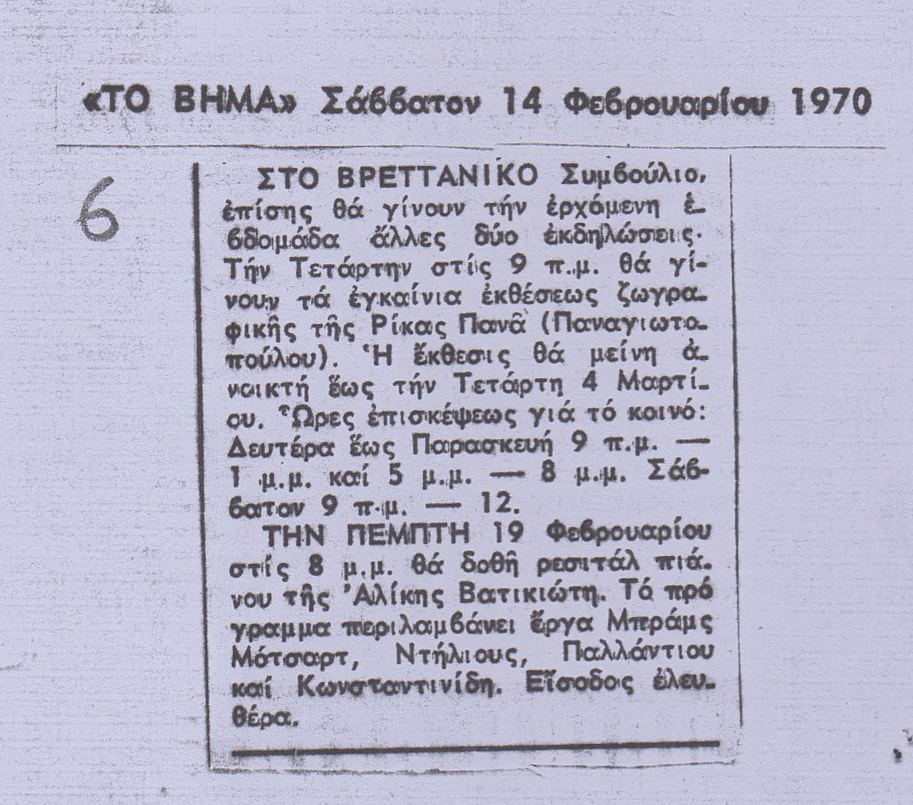 «ΤΟ ΒΗΜΑ» Σάββατον 14 Φεβρουαρίου 1970
6
ΣΤΟ ΒΡΕΤΤΑΝΙΚΟ Συμβούλιο,
ἐπίσης θά γίνουν τήν ἐρχόμενη ἑ-
βδομάδα ἄλλες δύο ἐκδηλώσεις.
Τήν Τετάρτην στίς 9 π.μ. θά γί-
νουν τά ἐγκαίνια ἐκθέσεως ζωγρα-
φικῆς τῆς Ρίκας Πανᾶ (Παναγιωτο-
πούλου). Ἡ ἔκθεσις θά μείνη ἀ-
νοικτή ἕως τήν Τετάρτη 4 Μαρτί-
ου. Ὧρες ἐπισκέψεως γιά τό κοινό:
Δευτέρα ἕως Παρασκευή 9 π.μ. —
1 μ.μ. καί 5 μ.μ. — 8 μ.μ. Σάβ-
βατον 9 π.μ. — 12.
ΤΗΝ ΠΕΜΠΤΗ 19 Φεβρουαρίου
στίς 8 μ.μ. θά δοθῆ ρεσιτάλ πιά-
νου τῆς Ἀλίκης Βατικιώτη. Τό πρό
γραμμα περιλαμβάνει ἔργα Μπράμς
Μότσαρτ, Ντήλιους, Παλλάντιου
καί Κωνσταντινίδη. Εἴσοδος ἐλευ-
θέρα.